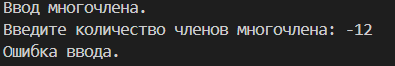 Ввод многочлена.
Введите количество членов многочлена: -12
Ошибка ввода.